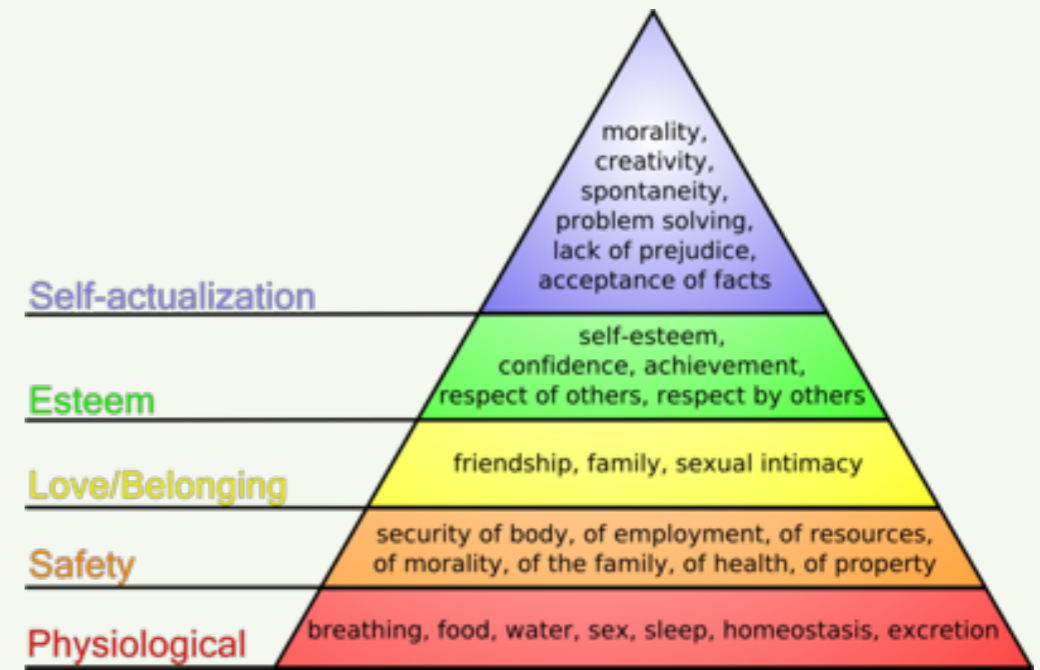 morality,
creativity,
spontaneity,
problem solving,
lack of prejudice,
acceptance of facts
Self-actualization
self-esteem,
confidence, achievement,
respect of others, respect by others
Esteem
friendship, family, sexual intimacy
Love/Belonging
security of body, of employment, of resources,
of morality, of the family, of health, of property
Safety
breathing, food, water, sex, sleep, homeostasis, excretion
Physiological